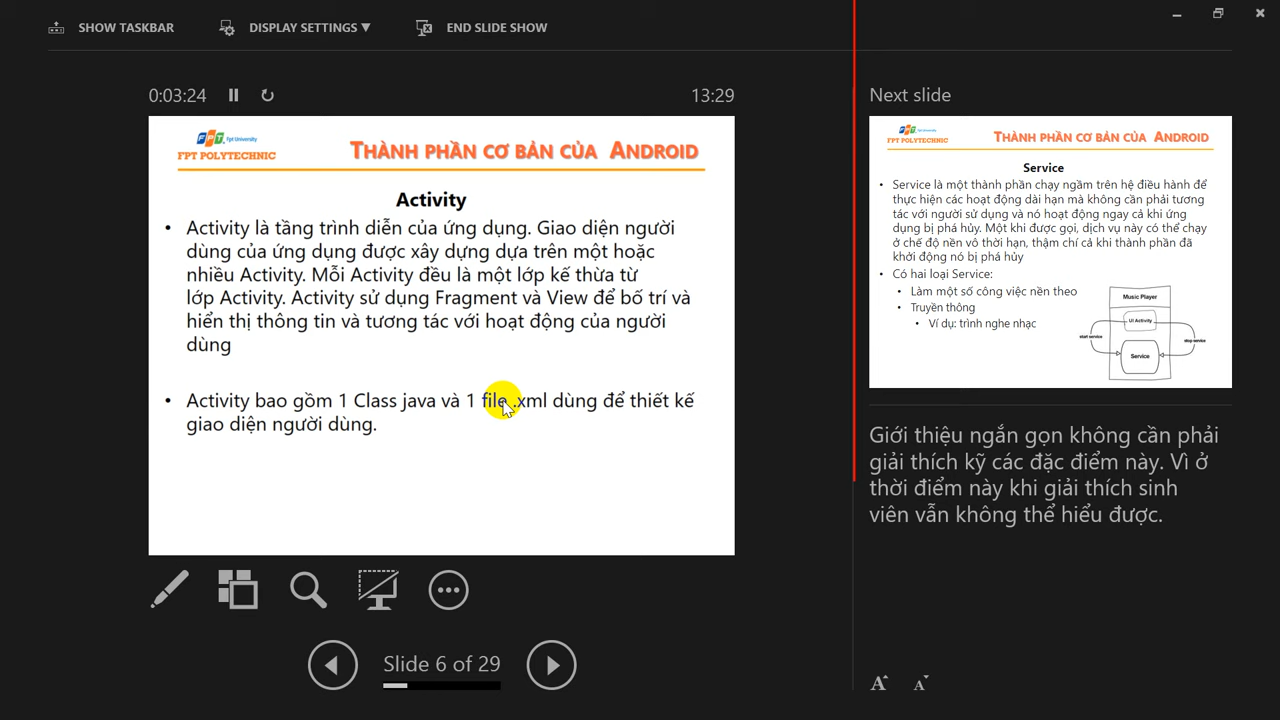 SHOW TASKBAR
DISPLAY SETTINGS ▼
END SLIDE SHOW
0:03:24
13:29
FPT Fpt University
FPT POLYTECHNIC
THÀNH PHẦN CƠ BẢN CỦA ANDROID
Activity
• Activity là tầng trình diễn của ứng dụng. Giao diện người
dùng của ứng dụng được xây dựng dựa trên một hoặc
nhiều Activity. Mỗi Activity đều là một lớp kế thừa từ
lớp Activity. Activity sử dụng Fragment và View để bố trí và
hiển thị thông tin và tương tác với hoạt động của người
dùng
• Activity bao gồm 1 Class java và 1 file .xml dùng để thiết kế
giao diện người dùng.
Slide 6 of 29
Next slide
FPT Fpt University
FPT POLYTECHNIC
THÀNH PHẦN CƠ BẢN CỦA ANDROID
Service
• Service là một thành phần chạy ngầm trên hệ điều hành để
thực hiện các hoạt động dài hạn mà không cần phải tương
tác với người sử dụng và nó hoạt động ngay cả khi ứng
dụng bị phá hủy. Một khi được gọi, dịch vụ này có thể chạy
ở chế độ nền vô thời hạn, thậm chí cả khi thành phần đã
khởi động nó bị phá hủy
• Có hai loại Service:
• Làm một số công việc nền theo
• Truyền thông
• Ví dụ: trình nghe nhạc
Music Player
UI Activity
start service
stop service
Service
Giới thiệu ngắn gọn không cần phải
giải thích kỹ các đặc điểm này. Vì ở
thời điểm này khi giải thích sinh
viên vẫn không thể hiểu được.
A A